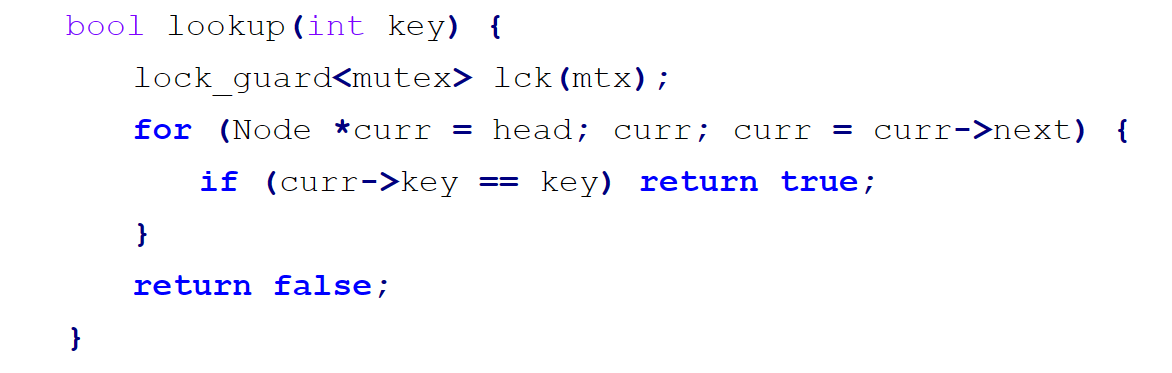 bool lookup(int key) {
lock_guard<mutex> lck(mtx);
for (Node *curr = head; curr; curr = curr->next) {
if (curr->key == key) return true;
}
return false;
}